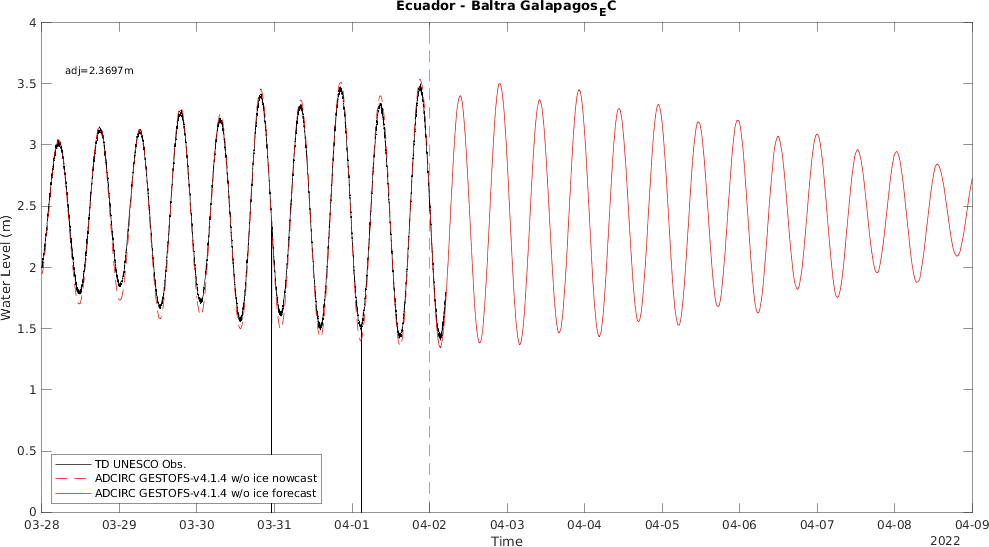 Ecuador - Baltra Galapagos_EC
adj=2.3697m
Water Level (m)
4
3.5
3
2.5
2
1.5
1
0.5
0
TD UNESCO Obs.
ADCIRC GESTOFS-v4.1.4 w/o ice nowcast
ADCIRC GESTOFS-v4.1.4 w/o ice forecast
03-28 03-29 03-30 03-31 04-01 04-02 04-03 04-04 04-05 04-06 04-07 04-08 04-09
Time
2022